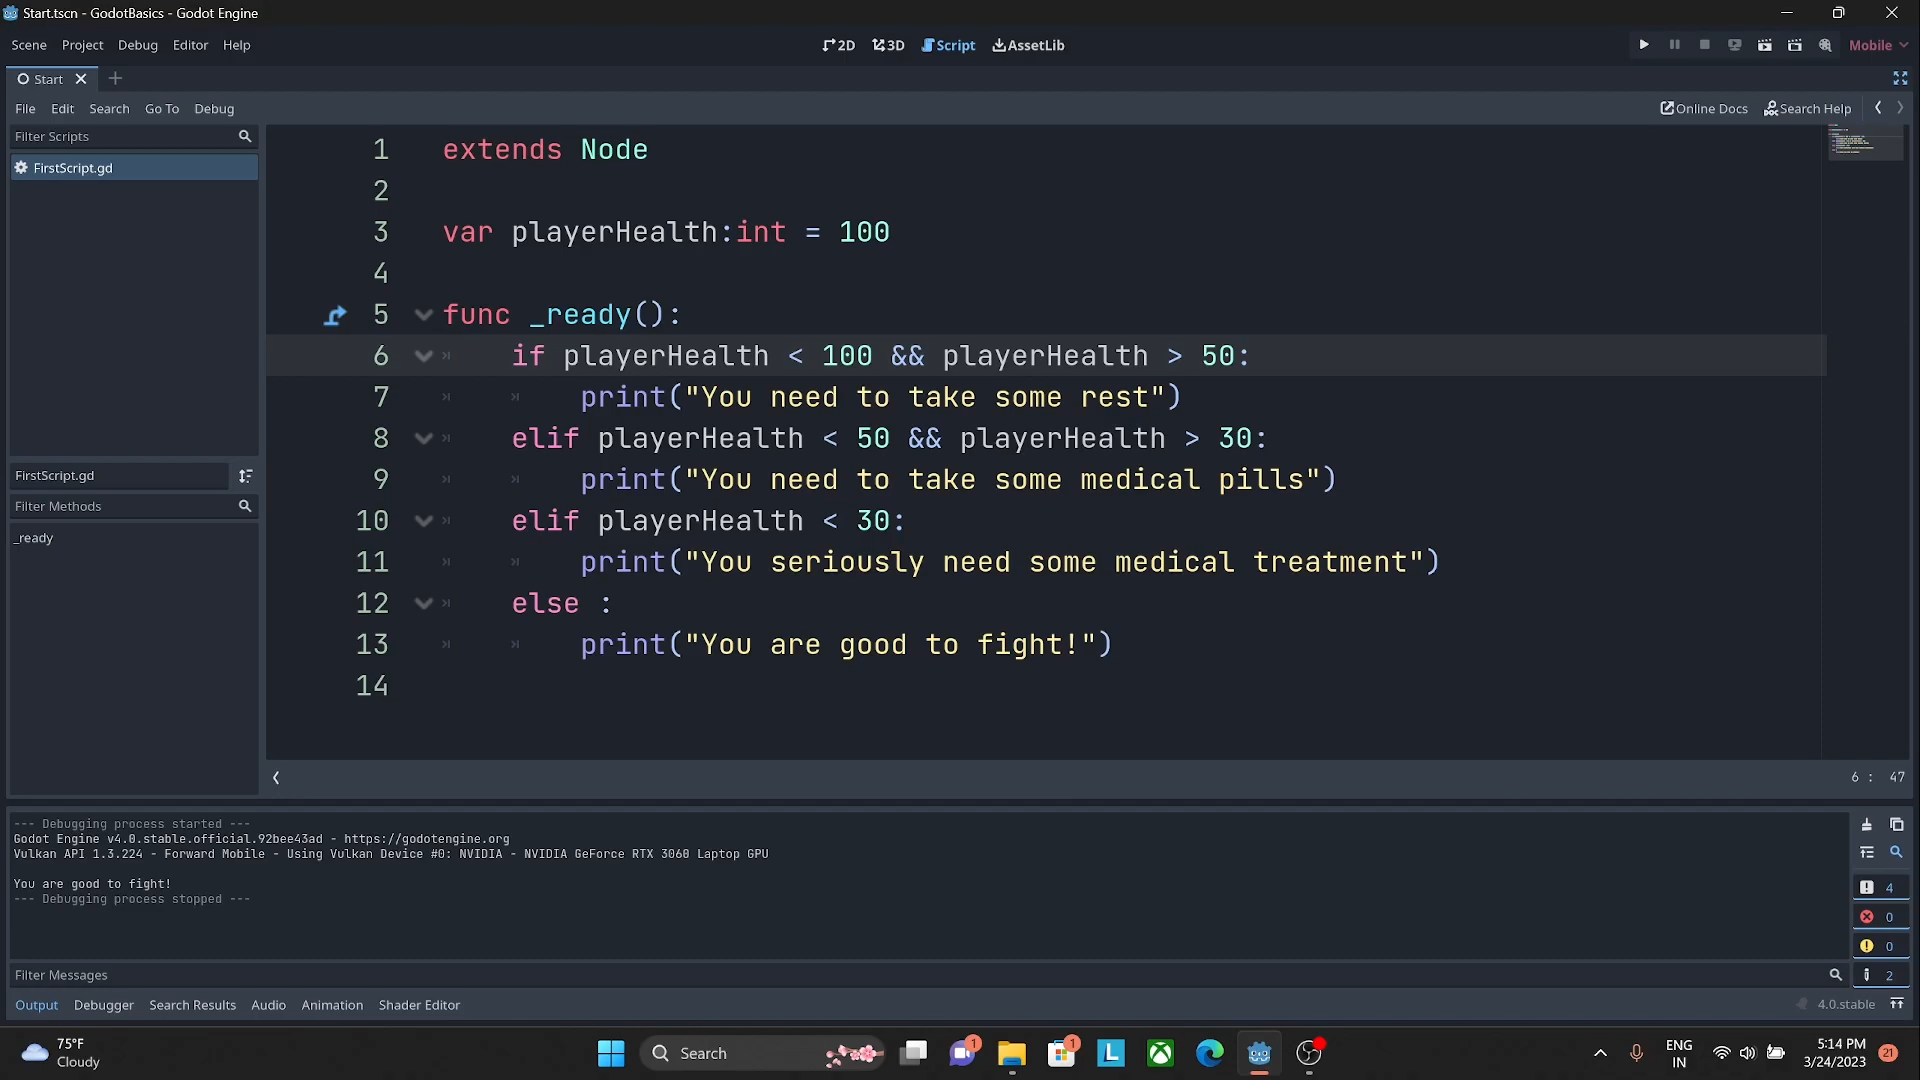 Start.tscn - GodotBasics - Godot Engine
Scene Project Debug Editor Help
2D 3D Script AssetLib
Mobile
Start
File Edit Search Go To Debug
Online Docs Search Help
Filter Scripts
FirstScript.gd
FirstScript.gd
Filter Methods
_ready
1 extends Node
2
3 var playerHealth:int = 100
4
5 func _ready():
6 if playerHealth < 100 && playerHealth > 50:
7 print("You need to take some rest")
8 elif playerHealth < 50 && playerHealth > 30:
9 print("You need to take some medical pills")
10 elif playerHealth < 30:
11 print("You seriously need some medical treatment")
12 else :
13 print("You are good to fight!")
14
6 : 47
--- Debugging process started ---
Godot Engine v4.0.stable.official.92bee43ad - https://godotengine.org
Vulkan API 1.3.224 - Forward Mobile - Using Vulkan Device #0: NVIDIA - NVIDIA GeForce RTX 3060 Laptop GPU
You are good to fight!
--- Debugging process stopped ---
4
0
0
2
Filter Messages
Output Debugger Search Results Audio Animation Shader Editor
4.0.stable
75°F
Cloudy
Search
1
1
L
ENG
IN
5:14 PM
3/24/2023
21